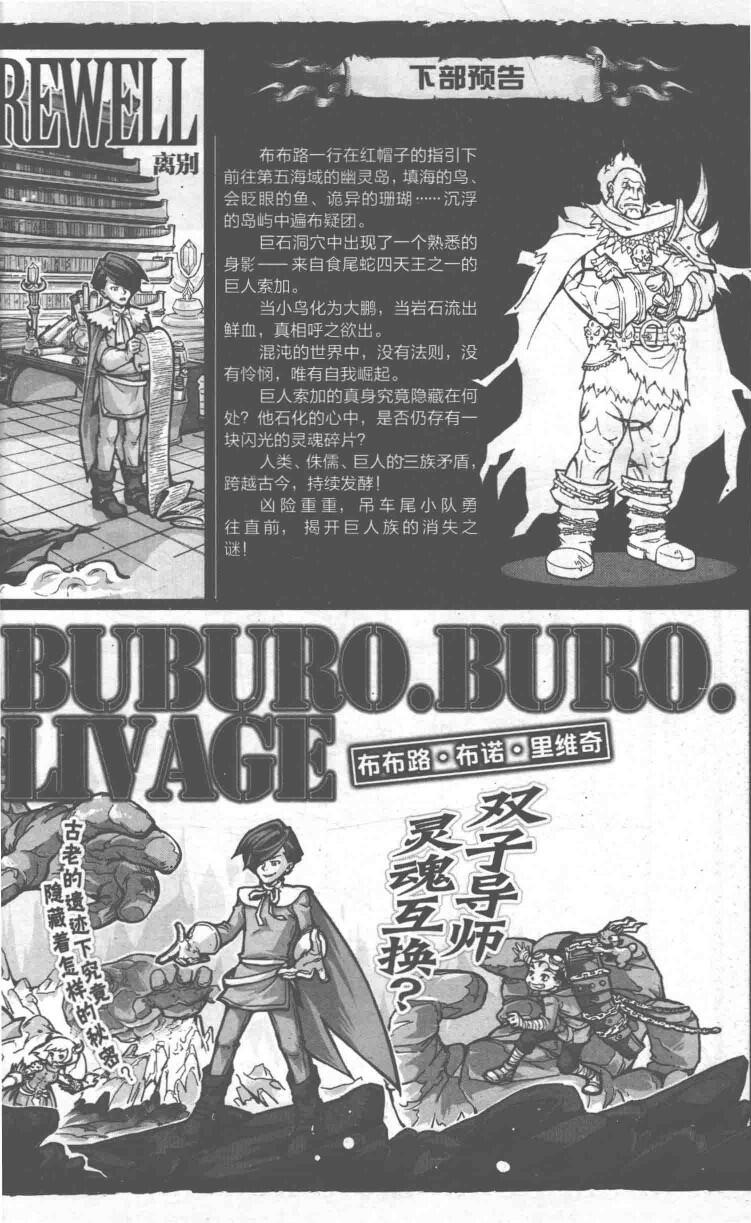 REWELL
离别
下部预告
布布路一行在红帽子的指引下
前往第五海域的幽灵岛，填海的鸟、
会眨眼的鱼、诡异的珊瑚……沉浮
的岛屿中遍布疑团。
巨石洞穴中出现了一个熟悉的
身影——来自食尾蛇四天王之一的
巨人索加。
当小鸟化为大鹏，当岩石流出
鲜血，真相呼之欲出。
混沌的世界中，没有法则，没
有怜悯，唯有自我崛起。
巨人索加的真身究竟隐藏在何
处？他石化的心中，是否仍存有一
块闪光的灵魂碎片？
人类、侏儒、巨人的三族矛盾，
跨越古今，持续发酵！
凶险重重，吊车尾小队勇
往直前，揭开巨人族的消失之
谜！
BUBURO.BURO.
LIVAGE
布布路·布诺·里维奇
双子导师
灵魂互换？
古老的遗迹下究竟
隐藏着怎样的秘密？